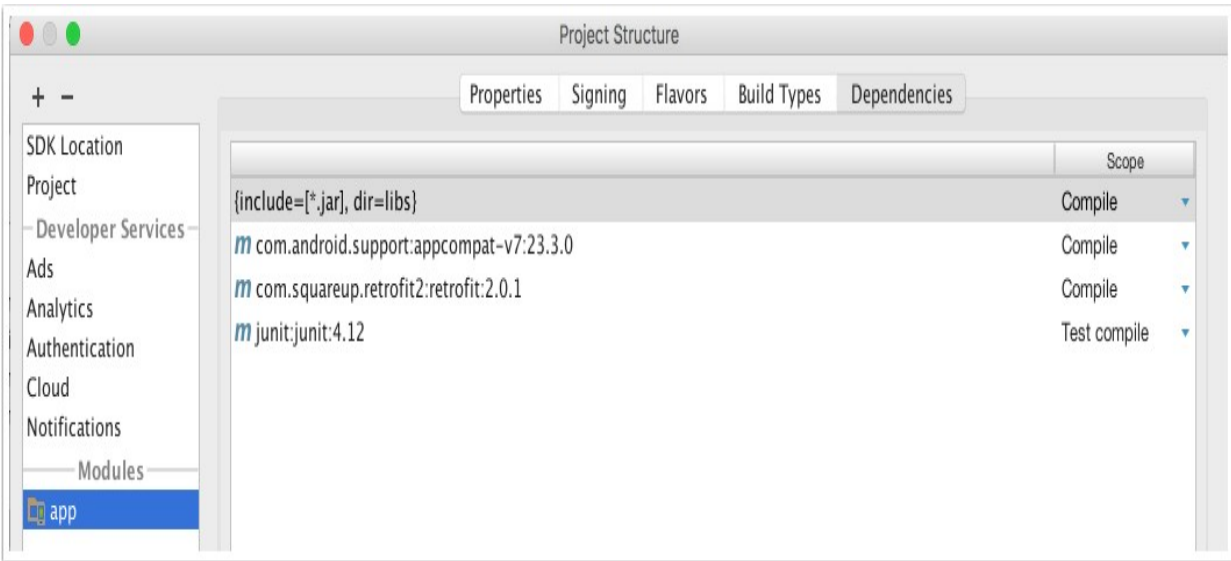 Project Structure
+ −
Properties Signing Flavors Build Types Dependencies
SDK Location
Project
Developer Services
Ads
Analytics
Authentication
Cloud
Notifications
Modules
app
Scope
{include=[*.jar], dir=libs} Compile
m com.android.support:appcompat-v7:23.3.0 Compile
m com.squareup.retrofit2:retrofit:2.0.1 Compile
m junit:junit:4.12 Test compile